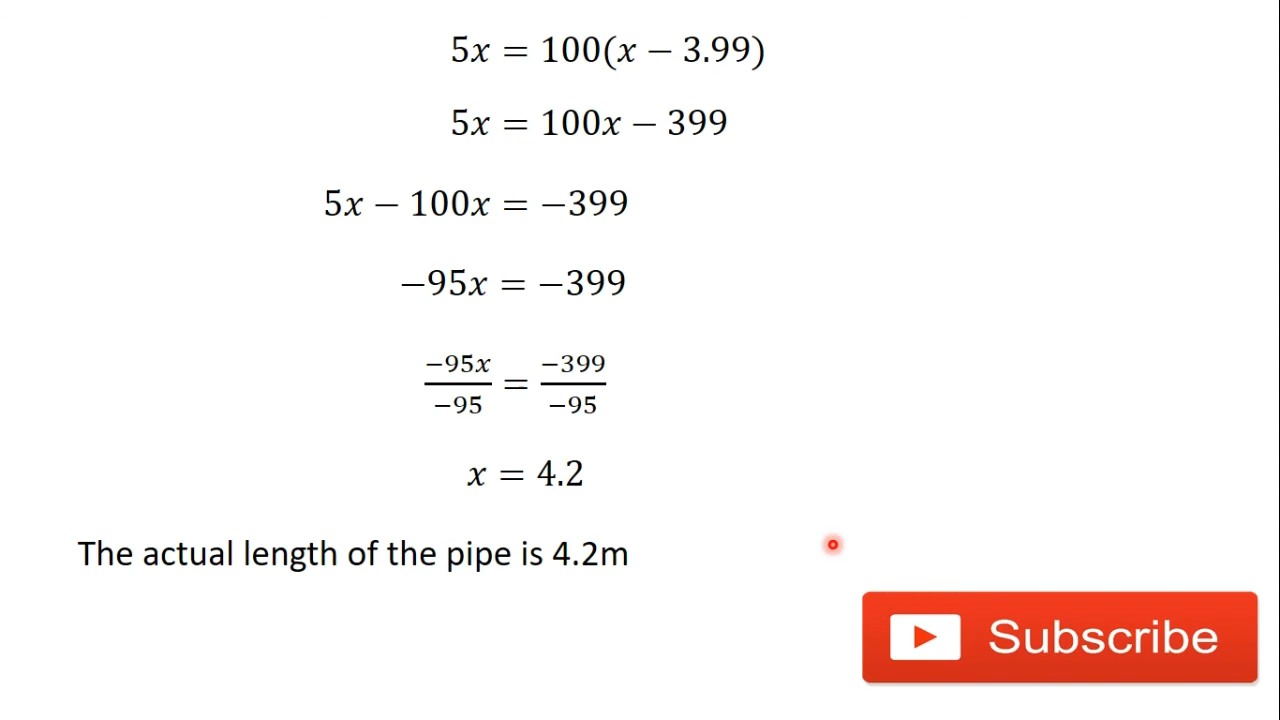 5x = 100(x − 3.99)
5x = 100x − 399
5x − 100x = −399
−95x = −399
−95x/−95 = −399/−95
x = 4.2
The actual length of the pipe is 4.2m
Subscribe